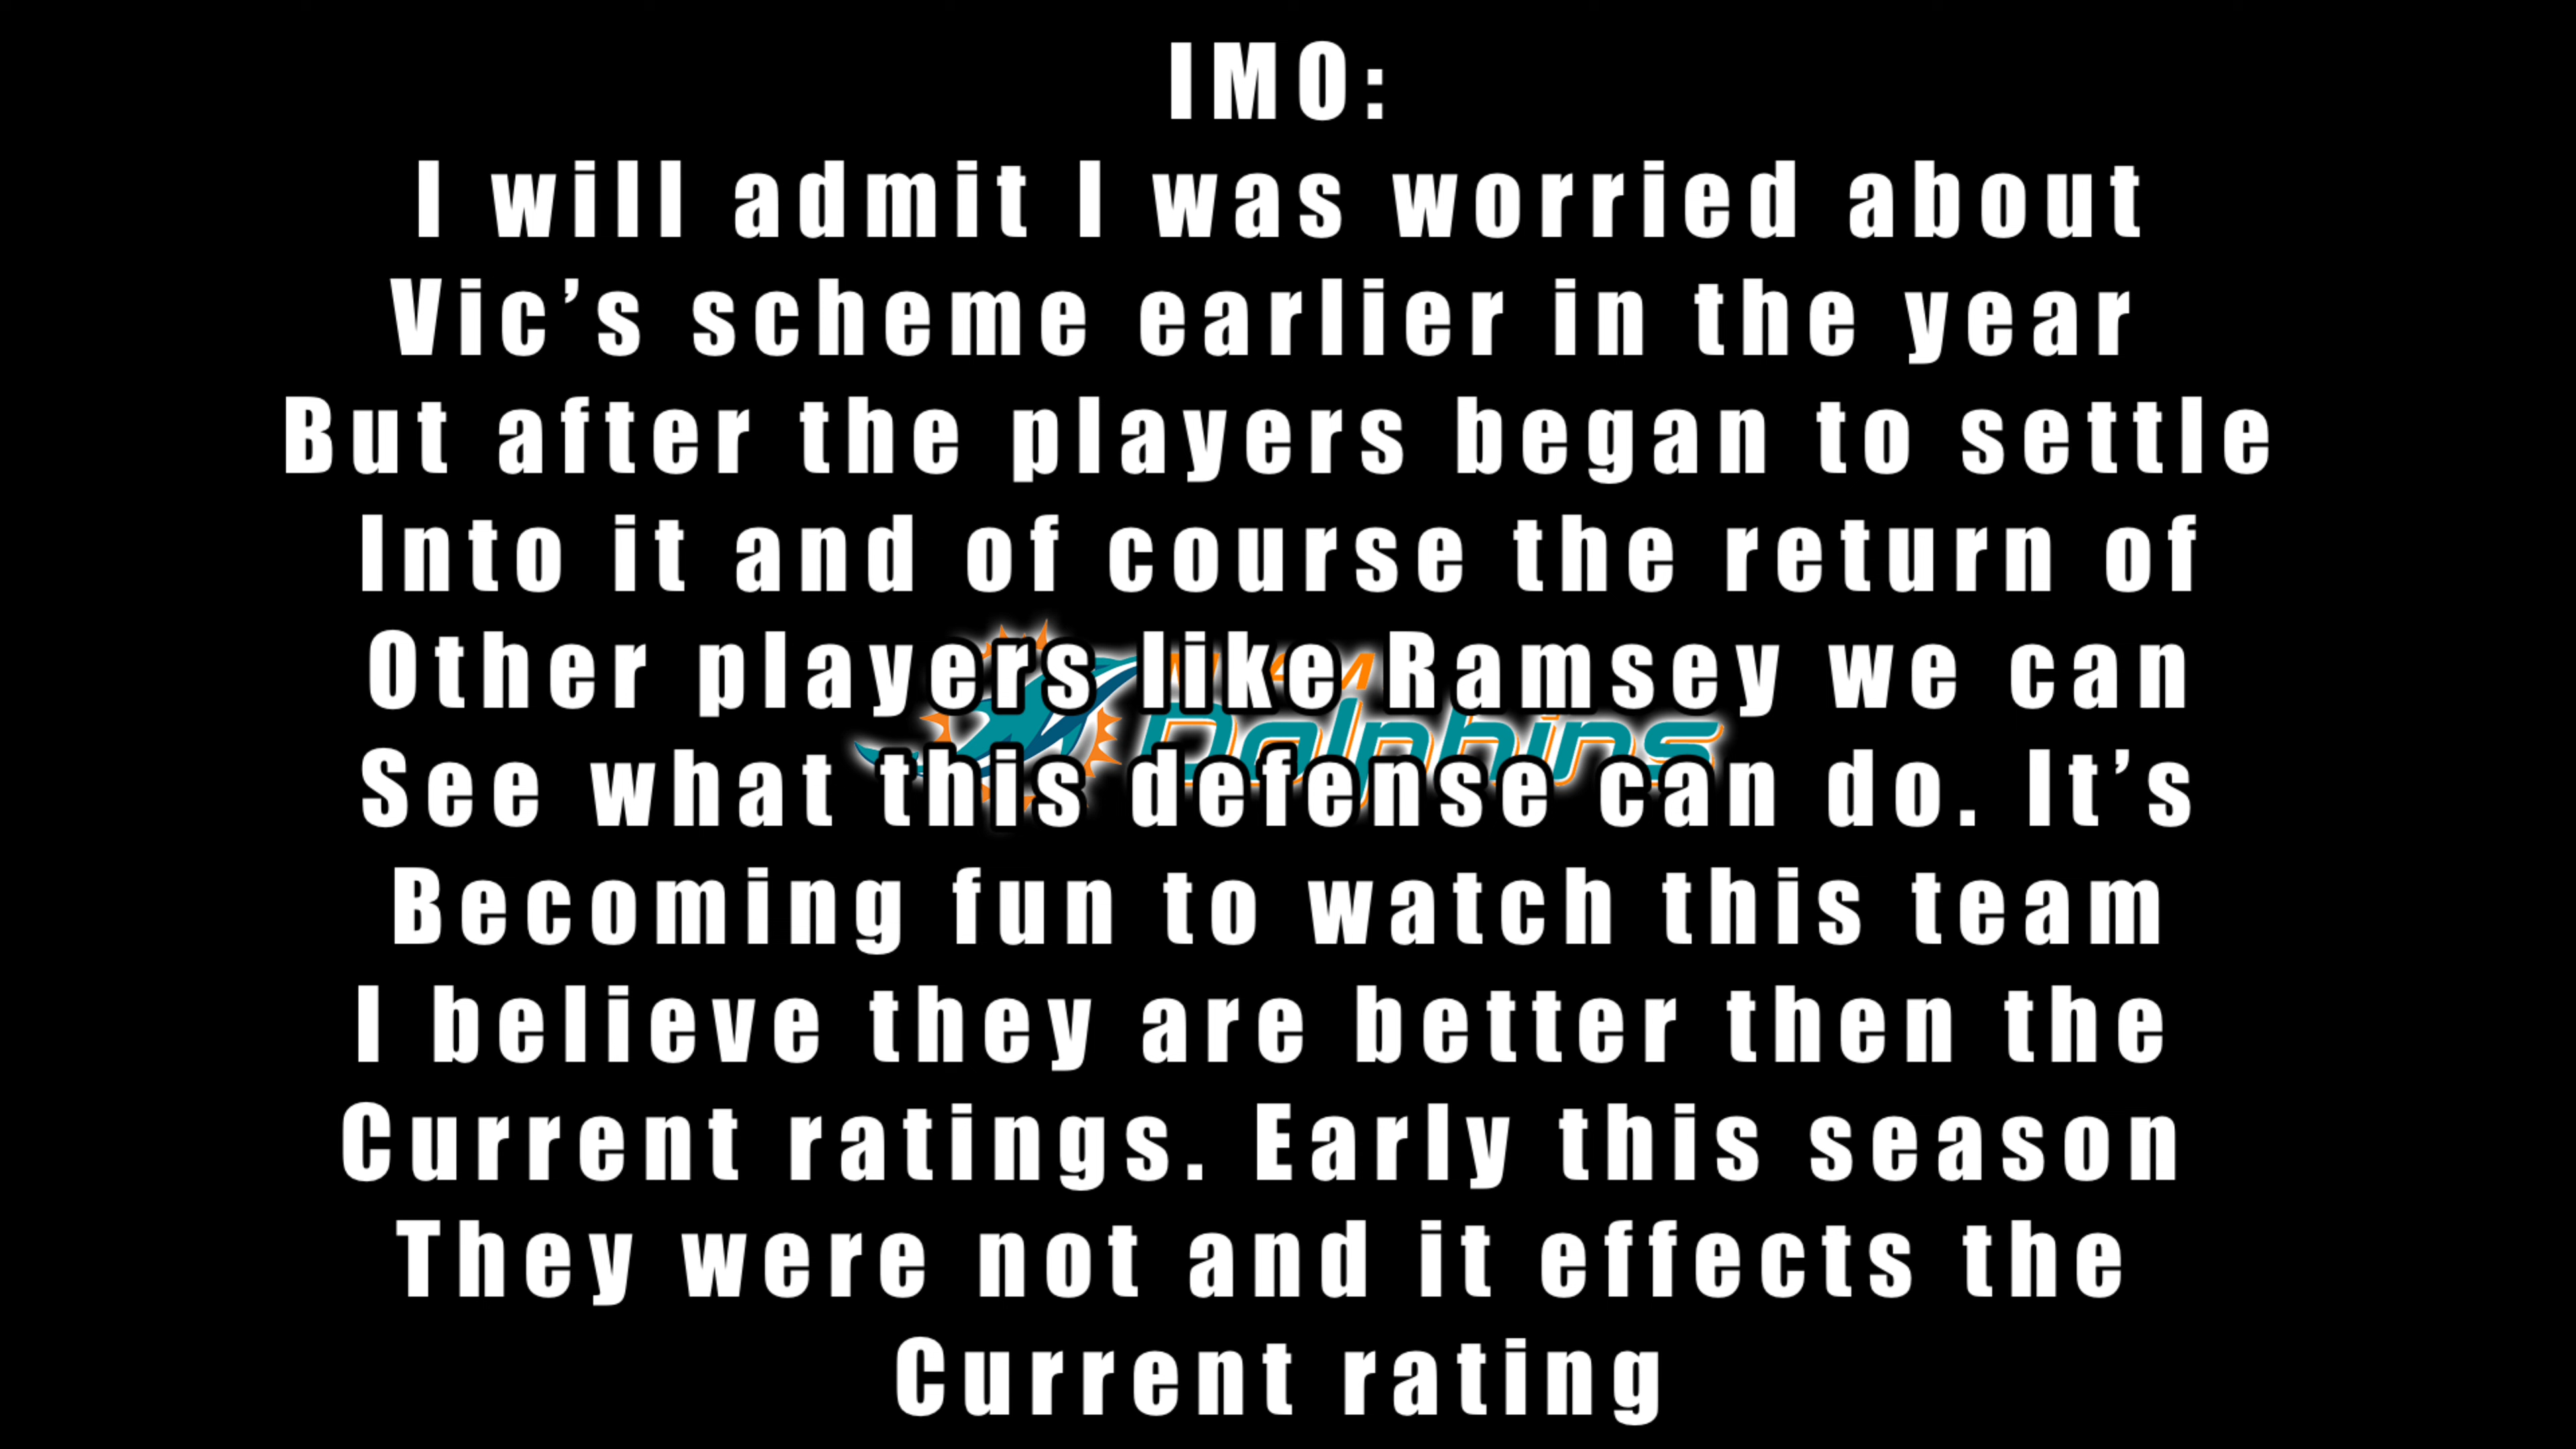 IMO:
I will admit I was worried about
Vic’s scheme earlier in the year
But after the players began to settle
Into it and of course the return of
Other players like Ramsey we can
Dolphins
See what this defense can do. It’s
Becoming fun to watch this team
I believe they are better then the
Current ratings. Early this season
They were not and it effects the
Current rating